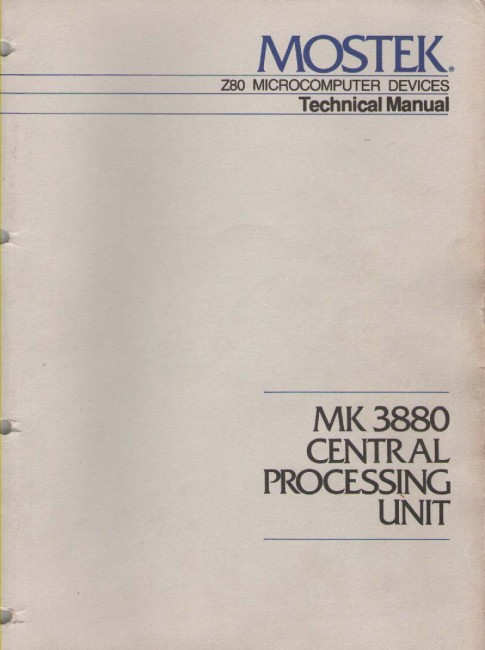 MOSTEK®
Z80 MICROCOMPUTER DEVICES
Technical Manual
MK 3880
CENTRAL
PROCESSING
UNIT